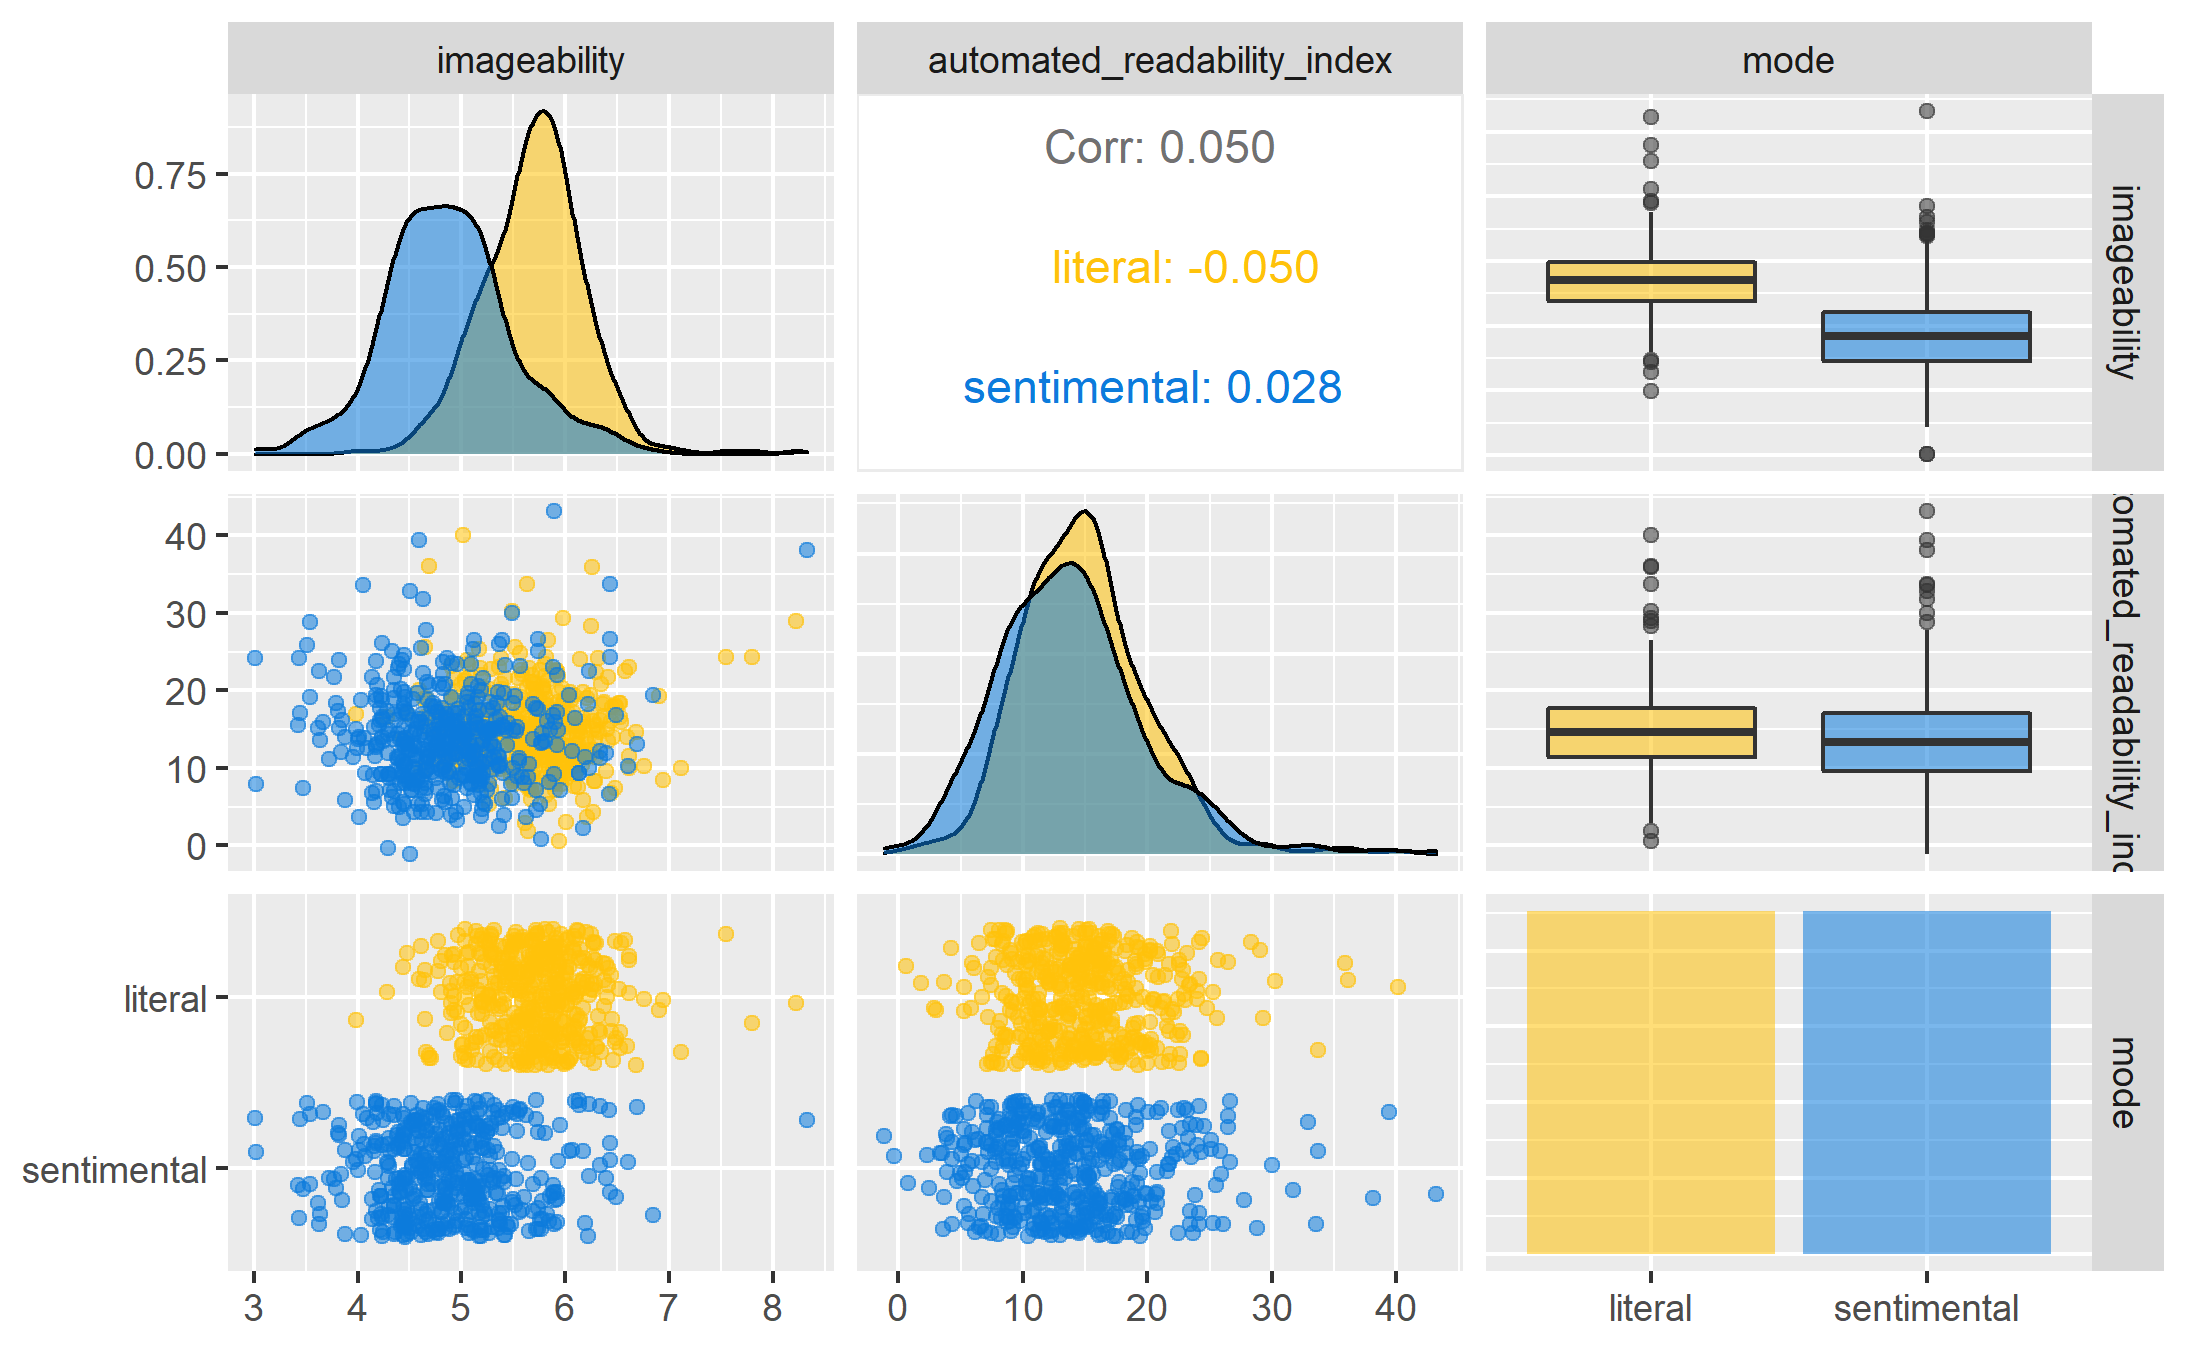 imageability
automated_readability_index
mode
0.75
0.50
0.25
0.00
Corr: 0.050
literal: -0.050
sentimental: 0.028
imageability
40
30
20
10
0
omated_readability_inc
literal
sentimental
mode
3 4 5 6 7 8
0 10 20 30 40
literal sentimental